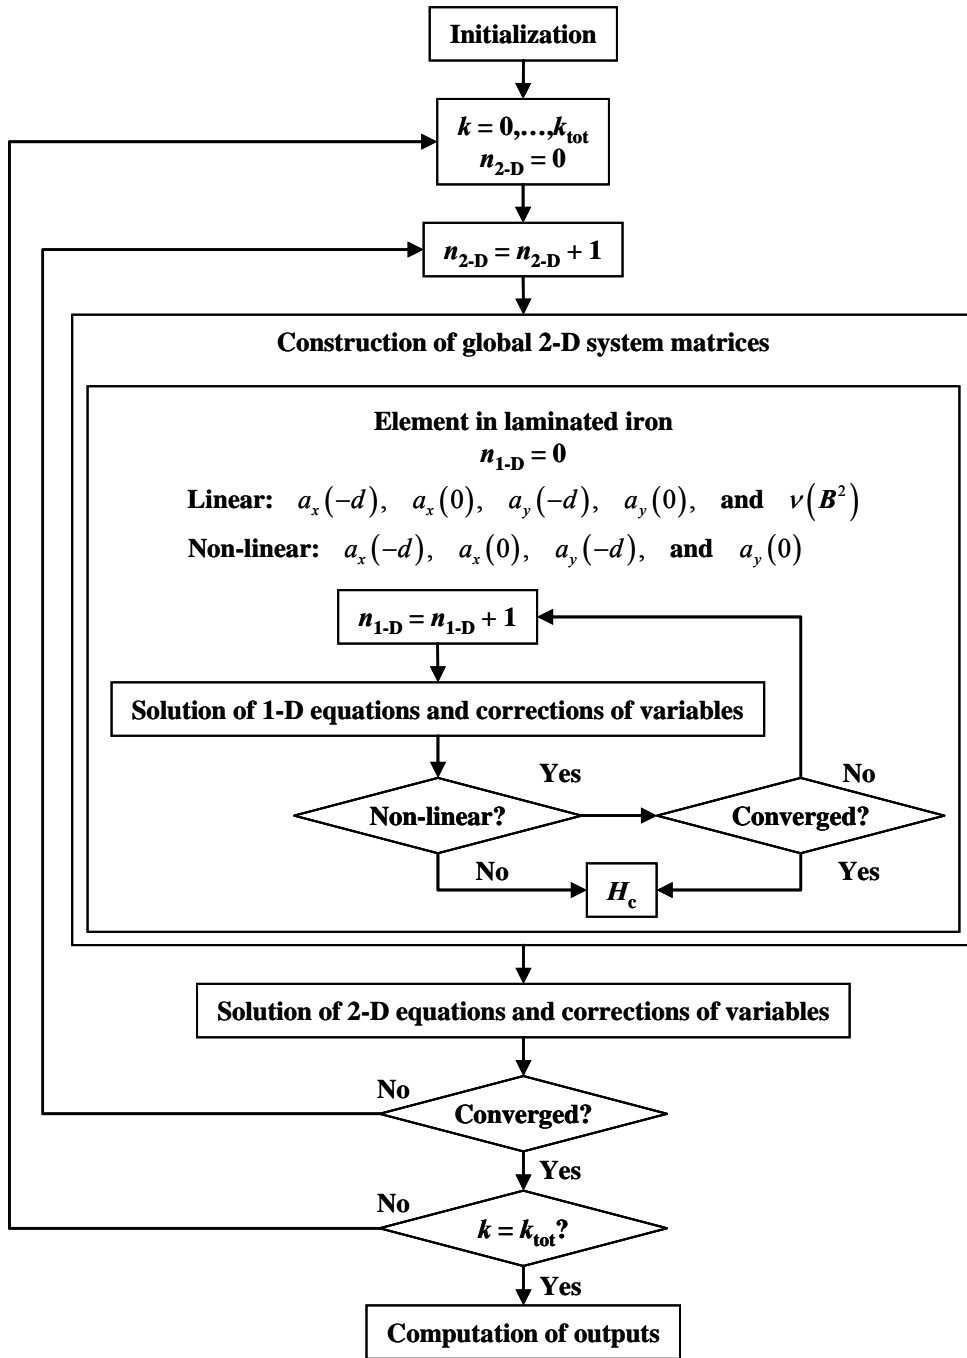 Initialization
k = 0,...,k_tot
n_2-D = 0
n_2-D = n_2-D + 1
Construction of global 2-D system matrices
Element in laminated iron
n_1-D = 0
Linear: a_x(−d), a_x(0), a_y(−d), a_y(0), and ν(B²)
Non-linear: a_x(−d), a_x(0), a_y(−d), and a_y(0)
n_1-D = n_1-D + 1
Solution of 1-D equations and corrections of variables
Yes
No
Non-linear?
Converged?
No
Yes
H_c
Solution of 2-D equations and corrections of variables
No
Converged?
Yes
No
k = k_tot?
Yes
Computation of outputs